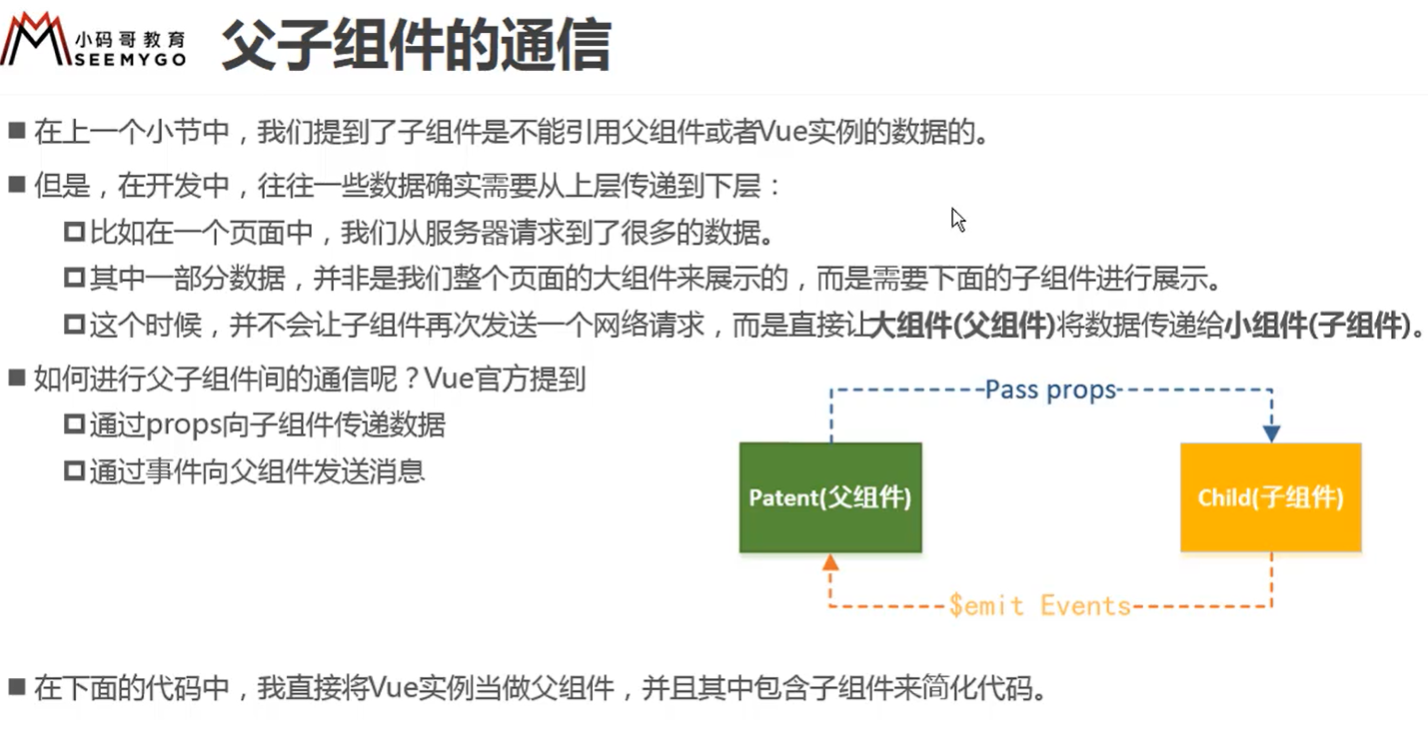 小码哥教育
SEEMYGO
父子组件的通信
在上一个小节中，我们提到了子组件是不能引用父组件或者Vue实例的数据的。
但是，在开发中，往往一些数据确实需要从上层传递到下层：
比如在一个页面中，我们从服务器请求到了很多的数据。
其中一部分数据，并非是我们整个页面的大组件来展示的，而是需要下面的子组件进行展示。
这个时候，并不会让子组件再次发送一个网络请求，而是直接让大组件(父组件)将数据传递给小组件(子组件)。
如何进行父子组件间的通信呢？Vue官方提到
通过props向子组件传递数据
通过事件向父组件发送消息
Pass props
Patent(父组件)
Child(子组件)
$emit Events
在下面的代码中，我直接将Vue实例当做父组件，并且其中包含子组件来简化代码。